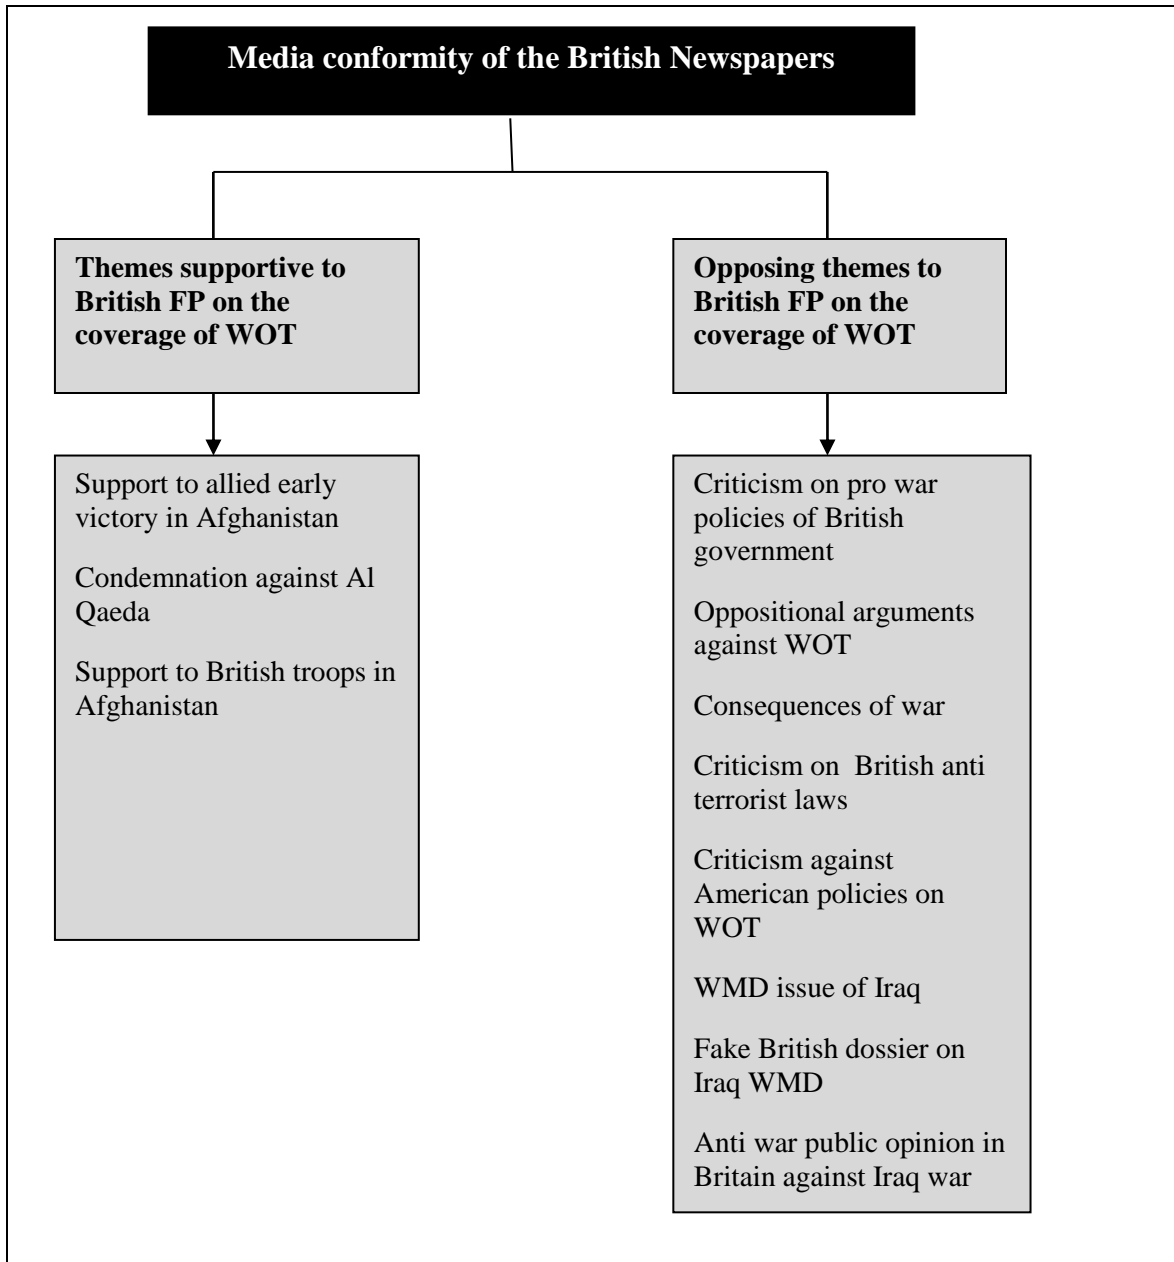 Media conformity of the British Newspapers
Themes supportive to
British FP on the
coverage of WOT
Support to allied early
victory in Afghanistan
Condemnation against Al
Qaeda
Support to British troops in
Afghanistan
Opposing themes to
British FP on the
coverage of WOT
Criticism on pro war
policies of British
government
Oppositional arguments
against WOT
Consequences of war
Criticism on  British anti
terrorist laws
Criticism against
American policies on
WOT
WMD issue of Iraq
Fake British dossier on
Iraq WMD
Anti war public opinion in
Britain against Iraq war